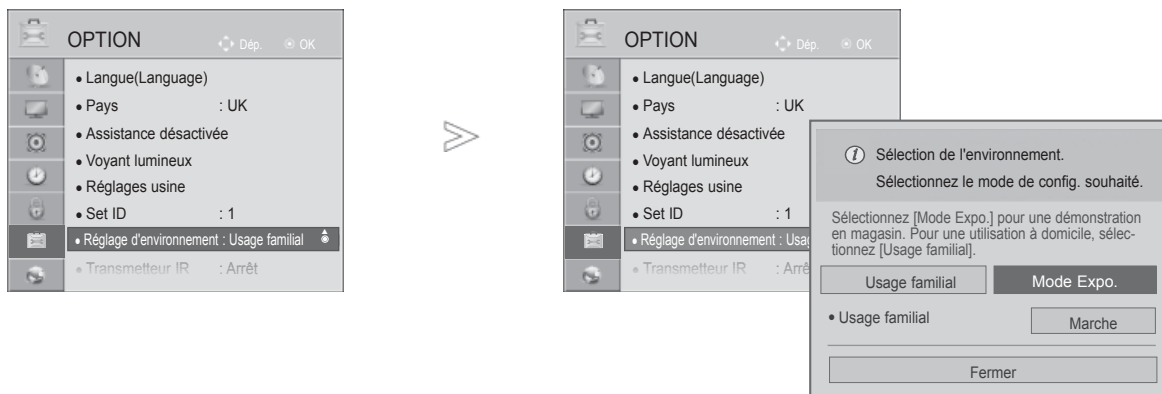 OPTION
Dép. OK
• Langue(Language)
• Pays : UK
• Assistance désactivée
• Voyant lumineux
• Réglages usine
• Set ID : 1
• Réglage d'environnement : Usage familial
• Transmetteur IR : Arrêt
>>
OPTION
Dép. OK
• Langue(Language)
• Pays : UK
• Assistance désactivée
• Voyant lumineux
• Réglages usine
• Set ID : 1
• Réglage d'environnement : Usag
• Transmetteur IR : Arrê
i Sélection de l'environnement.
Sélectionnez le mode de config. souhaité.
Sélectionnez [Mode Expo.] pour une démonstration
en magasin. Pour une utilisation à domicile, sélec-
tionnez [Usage familial].
Usage familial Mode Expo.
• Usage familial Marche
Fermer